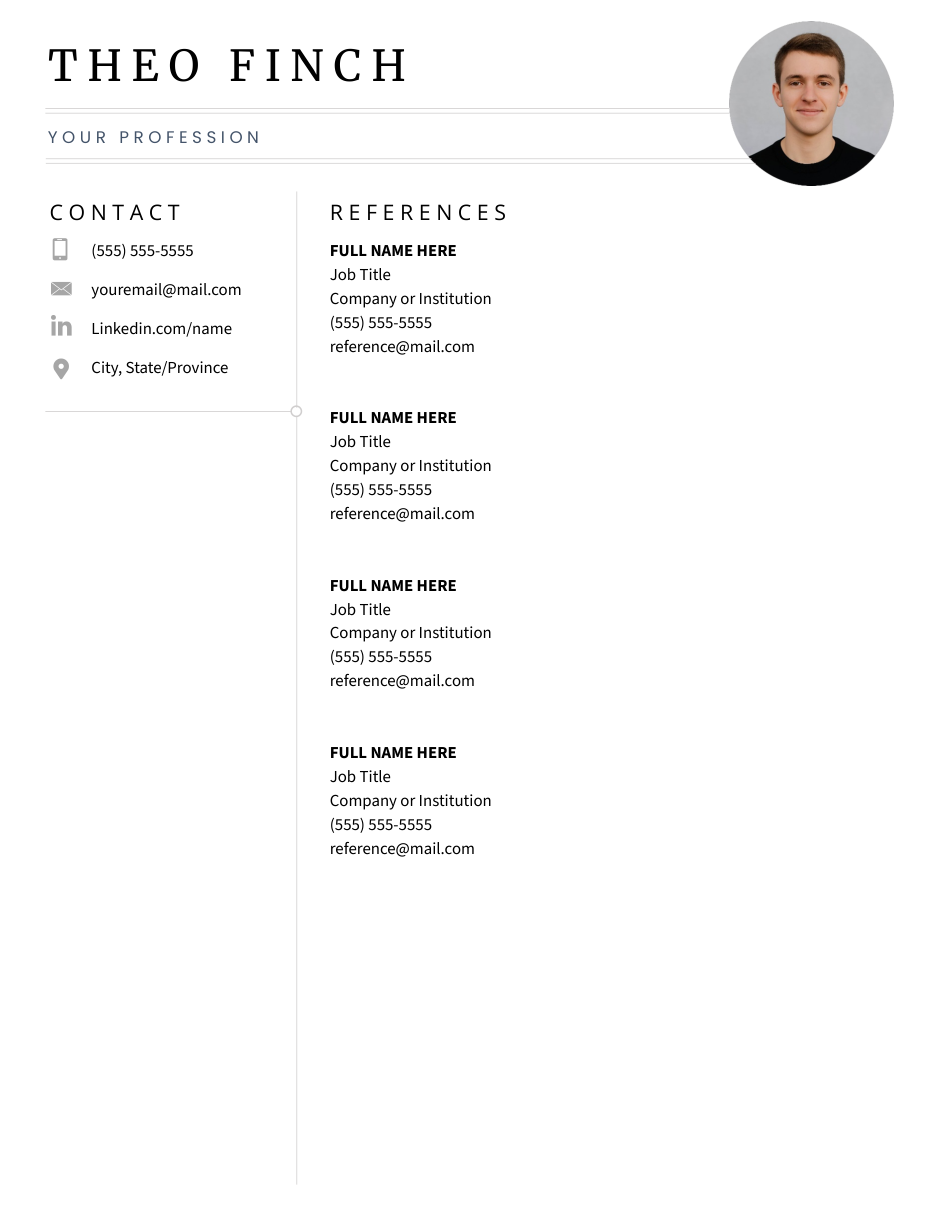 THEO FINCH
YOUR PROFESSION
CONTACT
(555) 555-5555
youremail@mail.com
Linkedin.com/name
City, State/Province
REFERENCES
FULL NAME HERE
Job Title
Company or Institution
(555) 555-5555
reference@mail.com
FULL NAME HERE
Job Title
Company or Institution
(555) 555-5555
reference@mail.com
FULL NAME HERE
Job Title
Company or Institution
(555) 555-5555
reference@mail.com
FULL NAME HERE
Job Title
Company or Institution
(555) 555-5555
reference@mail.com